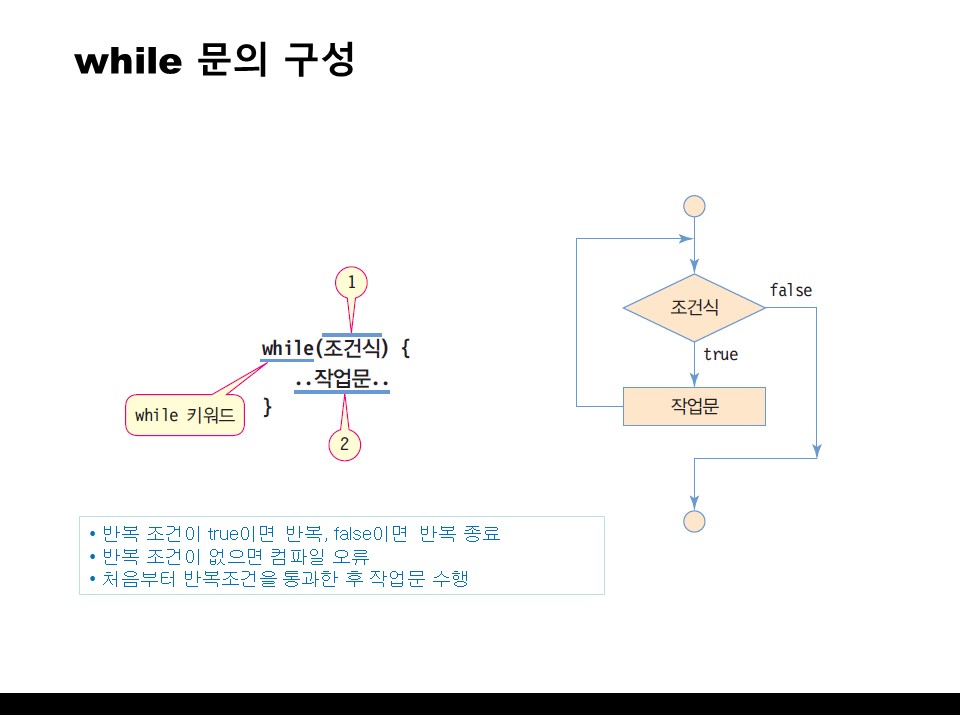 while 문의 구성
1
while(조건식) {
..작업문..
}
while 키워드
2
조건식
false
true
작업문
• 반복 조건이 true이면 반복, false이면 반복 종료
• 반복 조건이 없으면 컴파일 오류
• 처음부터 반복조건을 통과한 후 작업문 수행